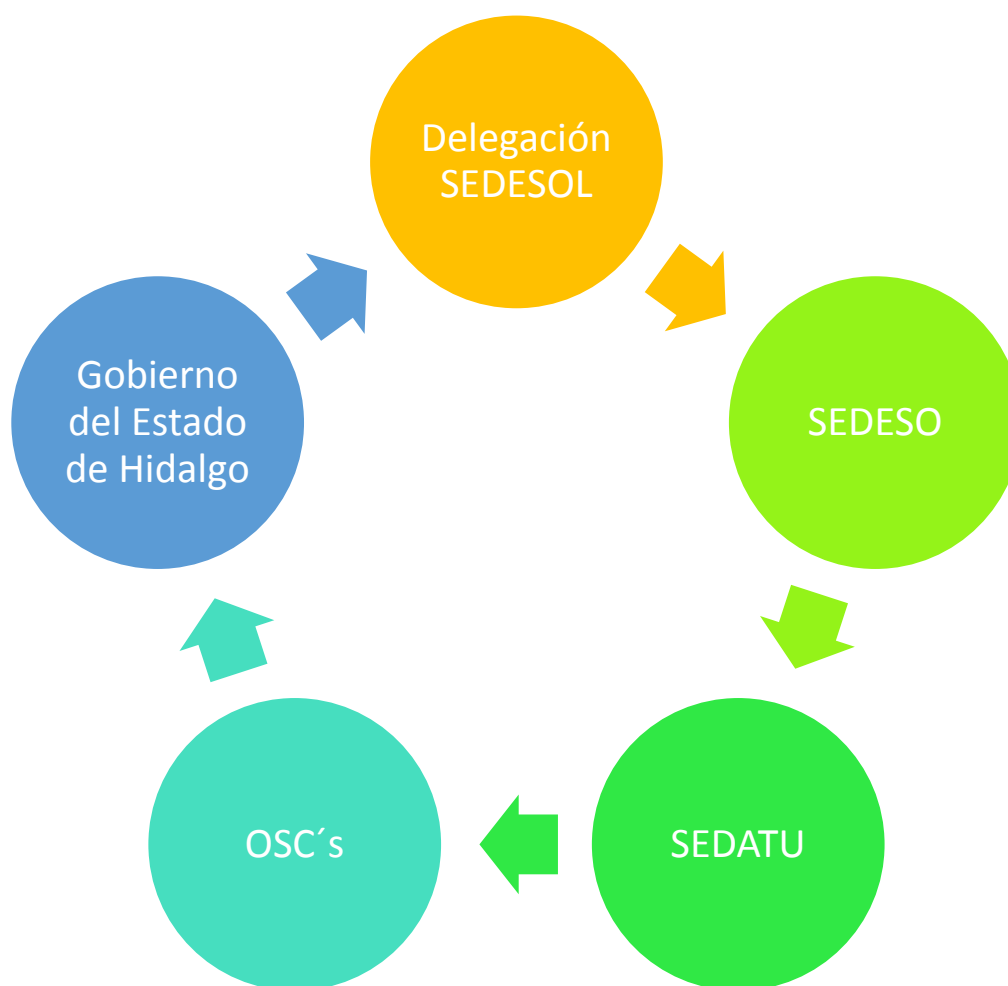 Delegación
SEDESOL
SEDESO
SEDATU
OSC´s
Gobierno
del Estado
de Hidalgo